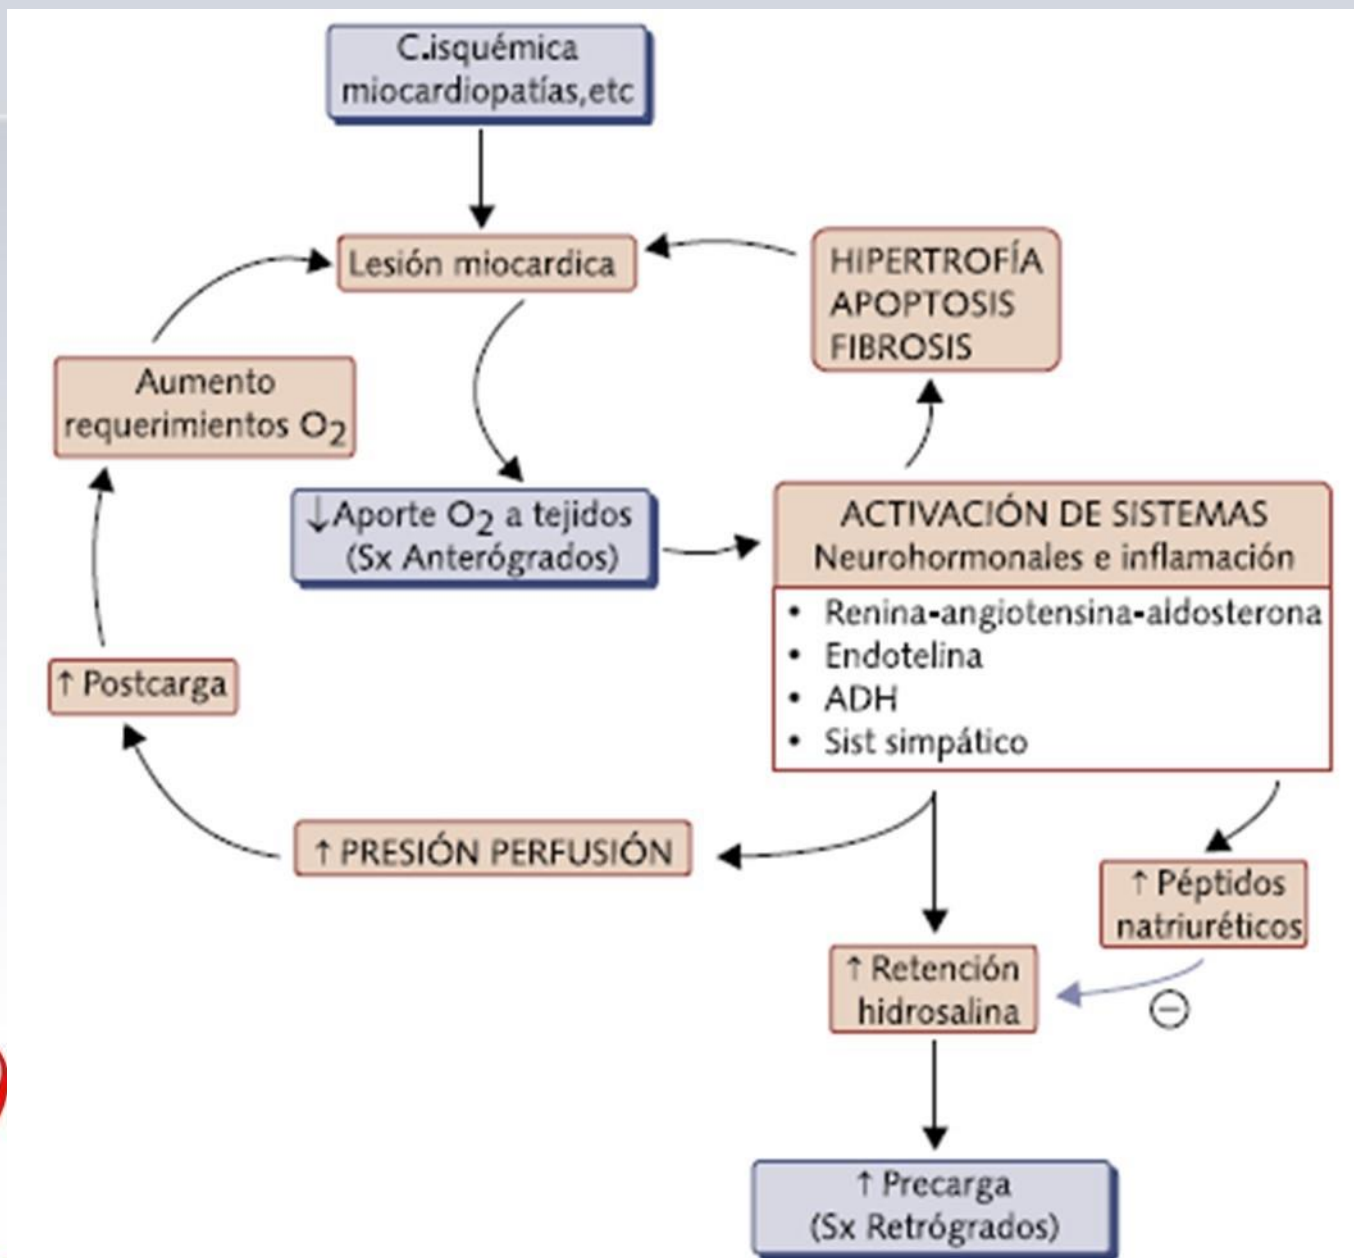 C.isquémica
miocardiopatías,etc
Lesión miocardica
HIPERTROFÍA
APOPTOSIS
FIBROSIS
Aumento
requerimientos O2
↓Aporte O2 a tejidos
(Sx Anterógrados)
ACTIVACIÓN DE SISTEMAS
Neurohormonales e inflamación
• Renina-angiotensina-aldosterona
• Endotelina
• ADH
• Sist simpático
↑ Postcarga
↑ PRESIÓN PERFUSIÓN
↑ Péptidos
natriuréticos
↑ Retención
hidrosalina
⊖
↑ Precarga
(Sx Retrógrados)